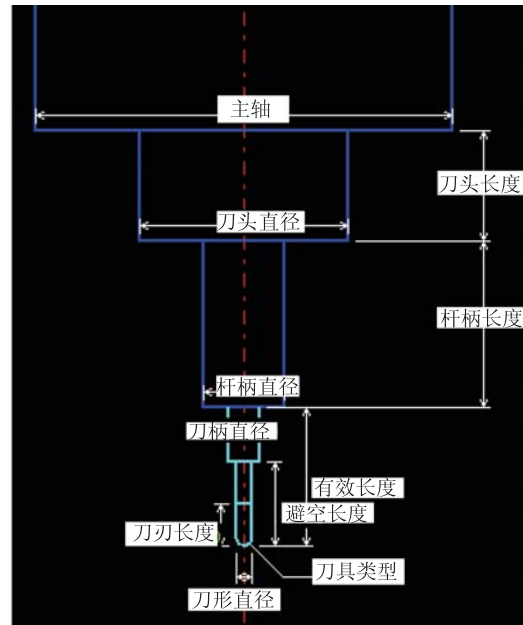 主轴
刀头长度
刀头直径
杆柄长度
杆柄直径
刀柄直径
有效长度
避空长度
刀刃长度
刀具类型
刀形直径